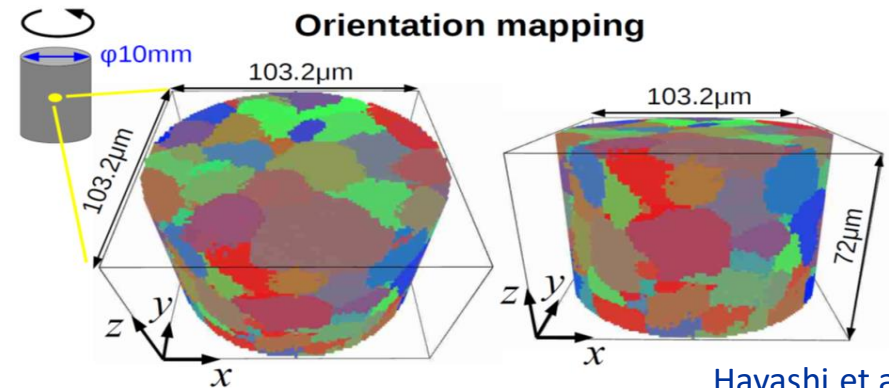 Orientation mapping
φ10mm
103.2μm
103.2μm
103.2μm
72μm
z
y
x
z
y
x
Hayashi et a